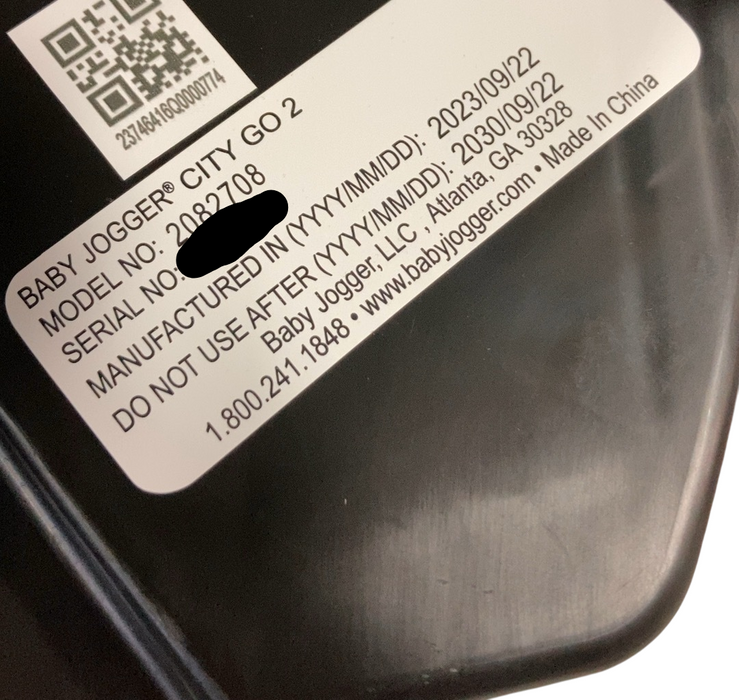 23746416Q0000774
BABY JOGGER® CITY GO 2
MODEL NO: 2082708
SERIAL NO:
MANUFACTURED IN (YYYY/MM/DD): 2023/09/22
DO NOT USE AFTER (YYYY/MM/DD): 2030/09/22
Baby Jogger, LLC , Atlanta, GA 30328
1.800.241.1848 • www.babyjogger.com • Made In China